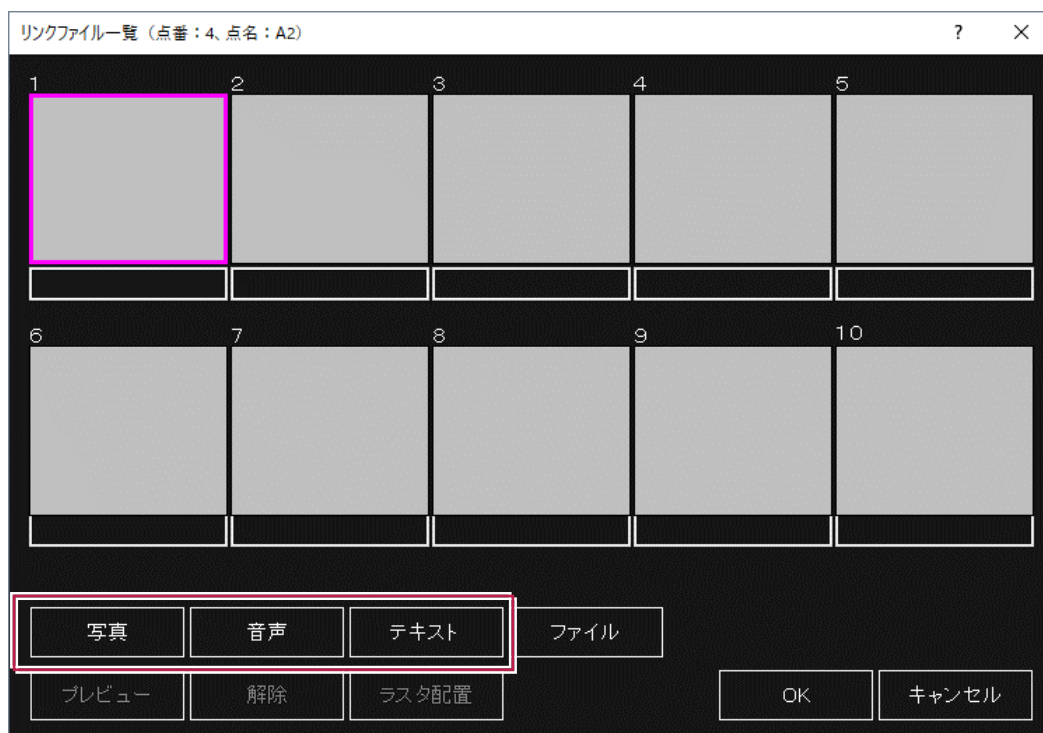 リンクファイル一覧（点番：4、点名：A2） ? ×
1 2 3 4 5
6 7 8 9 10
写真 音声 テキスト ファイル
プレビュー 解除 ラスタ配置 OK キャンセル